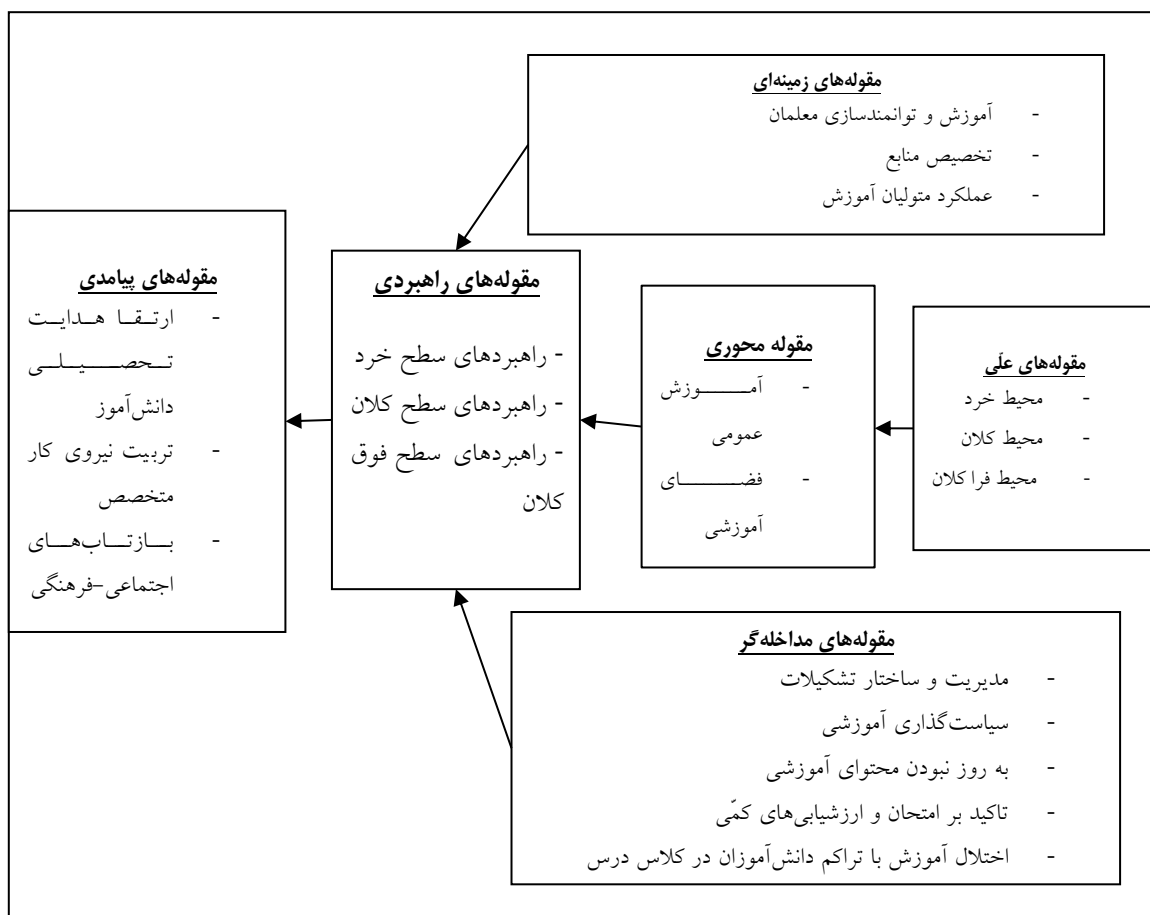 مقوله‌های زمینه‌ای
- آموزش و توانمندسازی معلمان
- تخصیص منابع
- عملکرد متولیان آموزش
مقوله‌های علّی
- محیط خرد
- محیط کلان
- محیط فرا کلان
مقوله محوری
- آموزش
عمومی
- فضای
آموزشی
مقوله‌های راهبردی
- راهبردهای سطح خرد
- راهبردهای سطح کلان
- راهبردهای سطح فوق
کلان
مقوله‌های پیامدی
- ارتقا هدایت
تحصیلی
دانش‌آموز
- تربیت نیروی کار
متخصص
- بازتاب‌های
اجتماعی-فرهنگی
مقوله‌های مداخله‌گر
- مدیریت و ساختار تشکیلات
- سیاست‌گذاری آموزشی
- به روز نبودن محتوای آموزشی
- تاکید بر امتحان و ارزشیابی‌های کمّی
- اختلال آموزش با تراکم دانش‌آموزان در کلاس درس